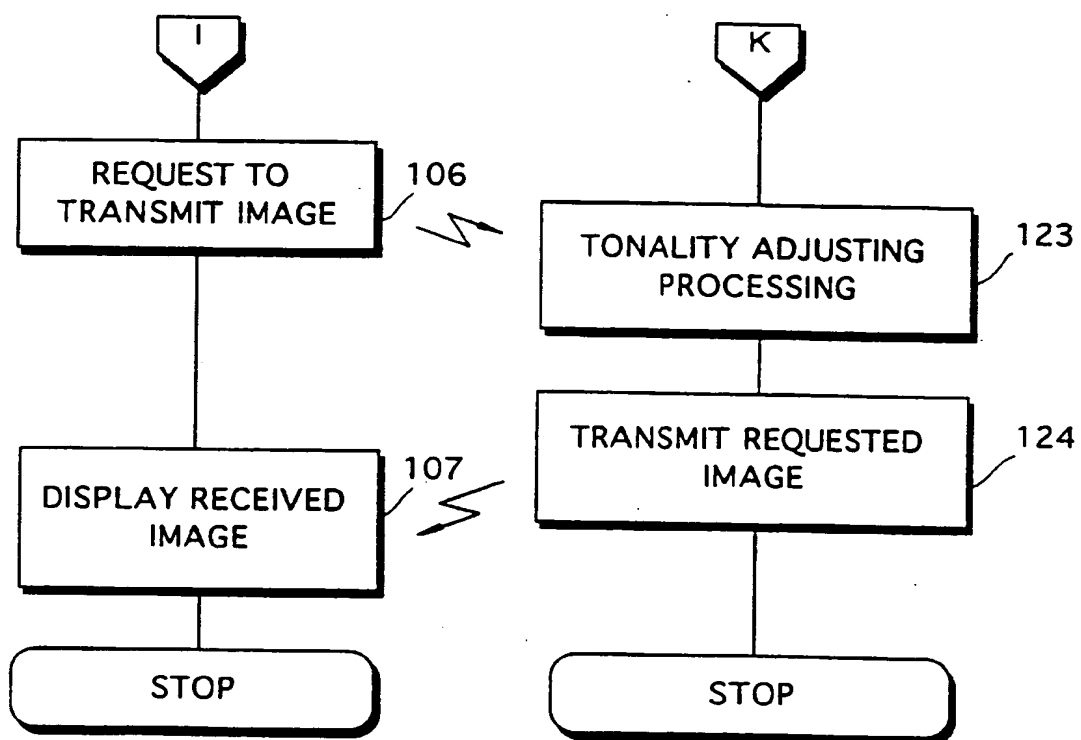 I
REQUEST TO
TRANSMIT IMAGE
106
DISPLAY RECEIVED
IMAGE
107
STOP
K
TONALITY ADJUSTING
PROCESSING
123
TRANSMIT REQUESTED
IMAGE
124
STOP